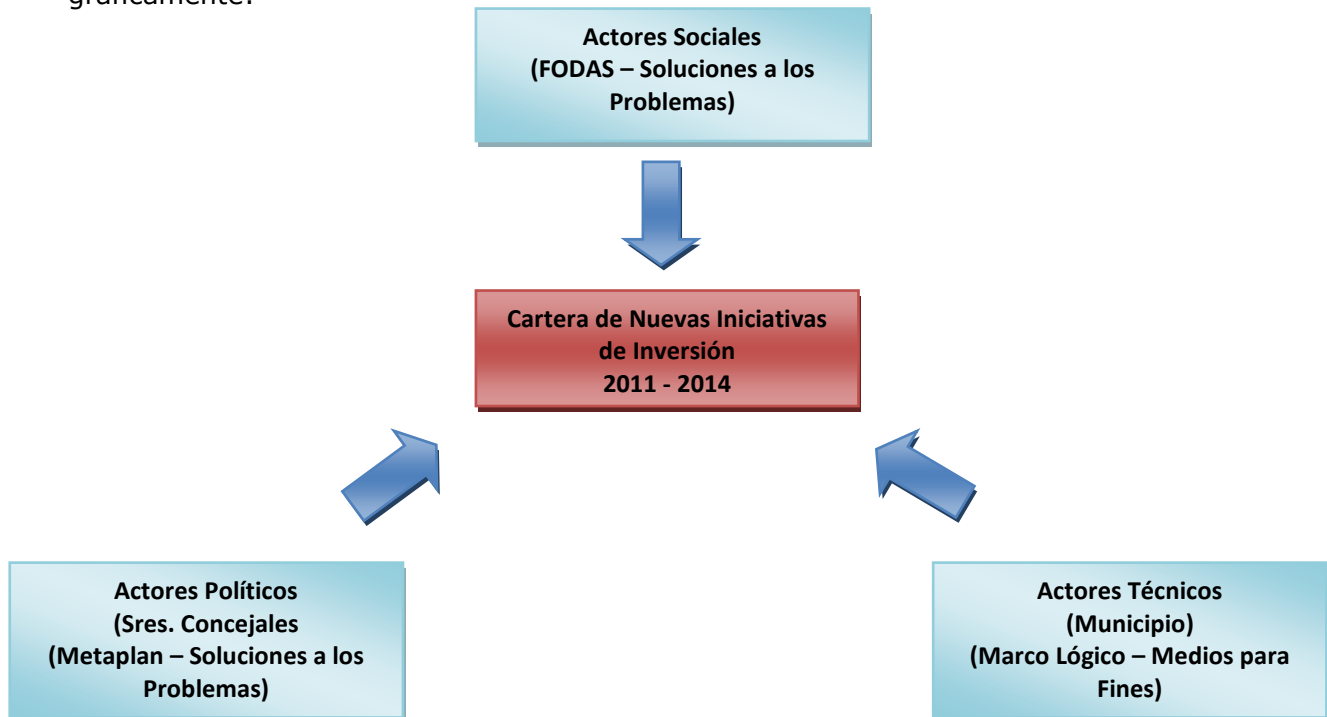 gráficamente:
Actores Sociales
(FODAS – Soluciones a los
Problemas)
Cartera de Nuevas Iniciativas
de Inversión
2011 - 2014
Actores Políticos
(Sres. Concejales
(Metaplan – Soluciones a los
Problemas)
Actores Técnicos
(Municipio)
(Marco Lógico – Medios para
Fines)